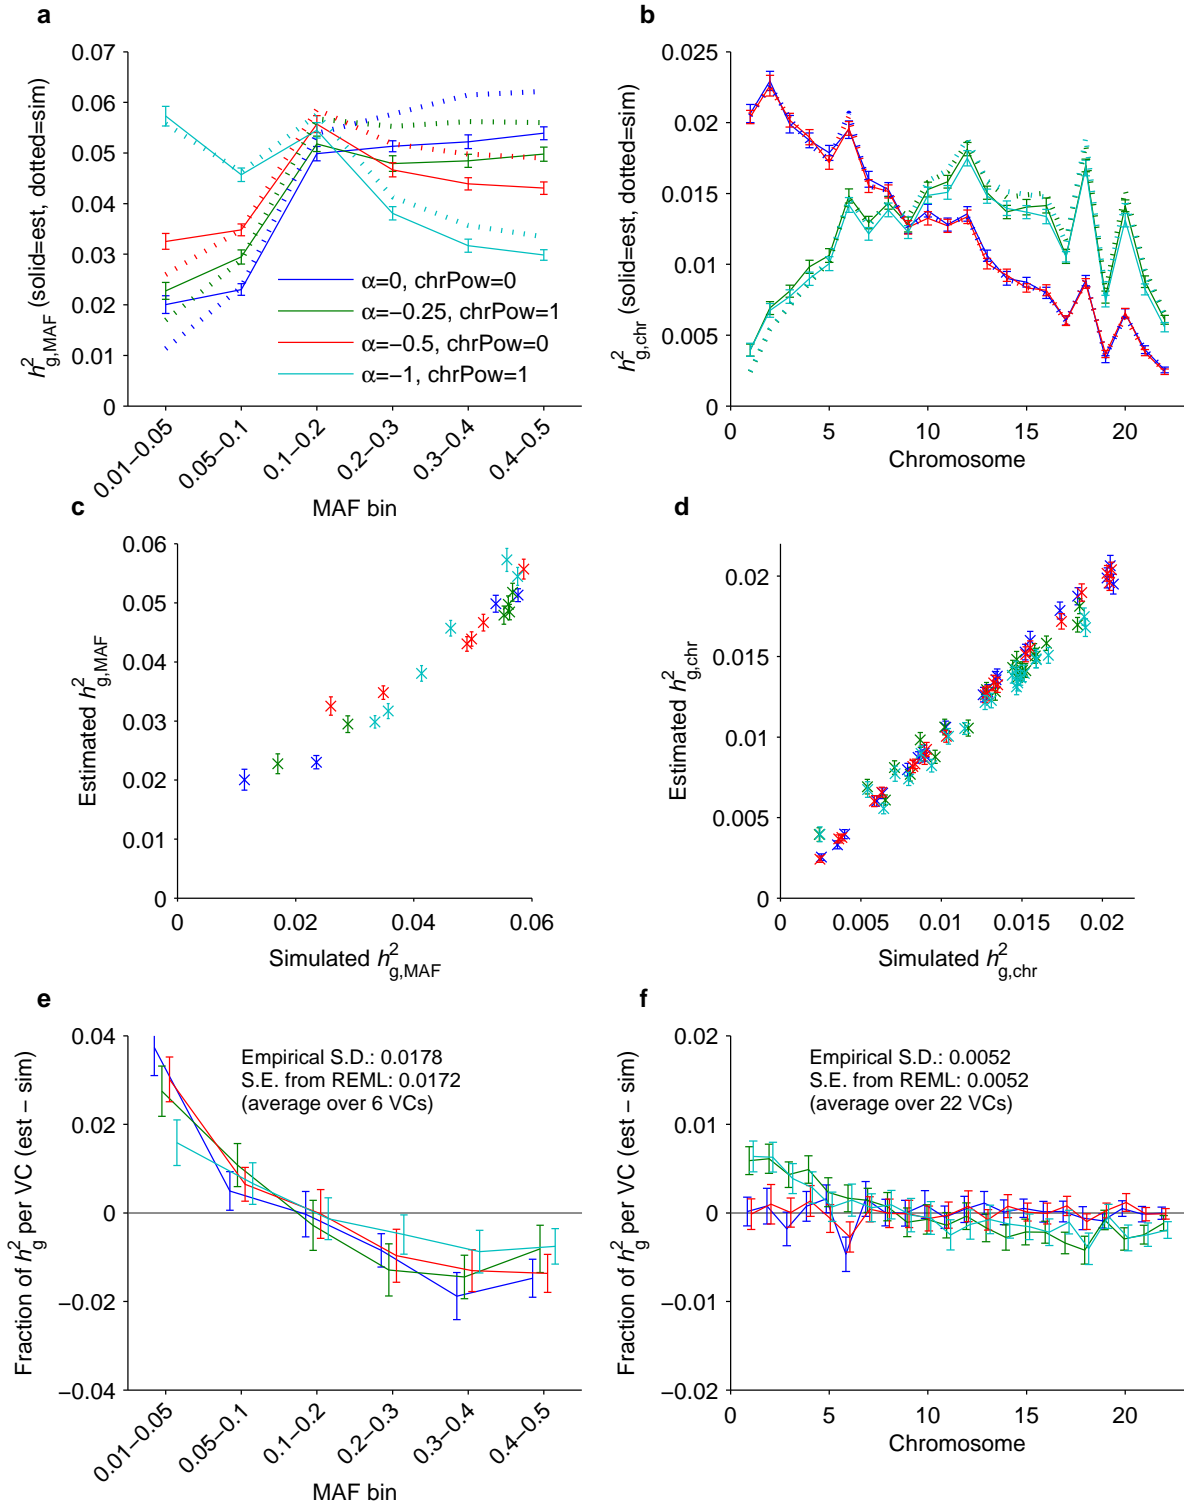 a
0.07
0.06
0.05
0.04
0.03
0.02
0.01
0
h²g,MAF (solid=est, dotted=sim)
α=0, chrPow=0
α=−0.25, chrPow=1
α=−0.5, chrPow=0
α=−1, chrPow=1
0.01−0.05
0.05−0.1
0.1−0.2
0.2−0.3
0.3−0.4
0.4−0.5
MAF bin
b
0.025
0.02
0.015
0.01
0.005
0
h²g,chr (solid=est, dotted=sim)
0 5 10 15 20
Chromosome
c
0.06
0.05
0.04
0.03
0.02
0.01
0
Estimated h²g,MAF
0 0.02 0.04 0.06
Simulated h²g,MAF
d
0.02
0.015
0.01
0.005
0
Estimated h²g,chr
0 0.005 0.01 0.015 0.02
Simulated h²g,chr
e
0.04
0.02
0
−0.02
−0.04
Fraction of h²g per VC (est − sim)
Empirical S.D.: 0.0178
S.E. from REML: 0.0172
(average over 6 VCs)
0.01−0.05
0.05−0.1
0.1−0.2
0.2−0.3
0.3−0.4
0.4−0.5
MAF bin
f
0.02
0.01
0
−0.01
−0.02
Fraction of h²g per VC (est − sim)
Empirical S.D.: 0.0052
S.E. from REML: 0.0052
(average over 22 VCs)
0 5 10 15 20
Chromosome